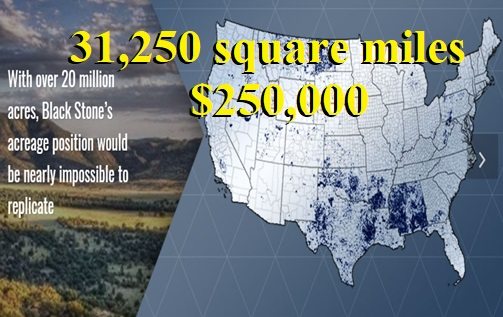 31,250 square miles
$250,000
With over 20 million
acres, Black Stone's
acreage position would
be nearly impossible to
replicate